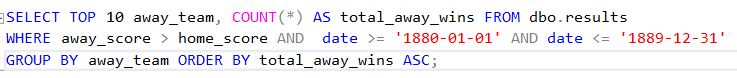 SELECT TOP 10 away_team, COUNT(*) AS total_away_wins FROM dbo.results
WHERE away_score > home_score AND  date >= '1880-01-01' AND date <= '1889-12-31'
GROUP BY away_team ORDER BY total_away_wins ASC;